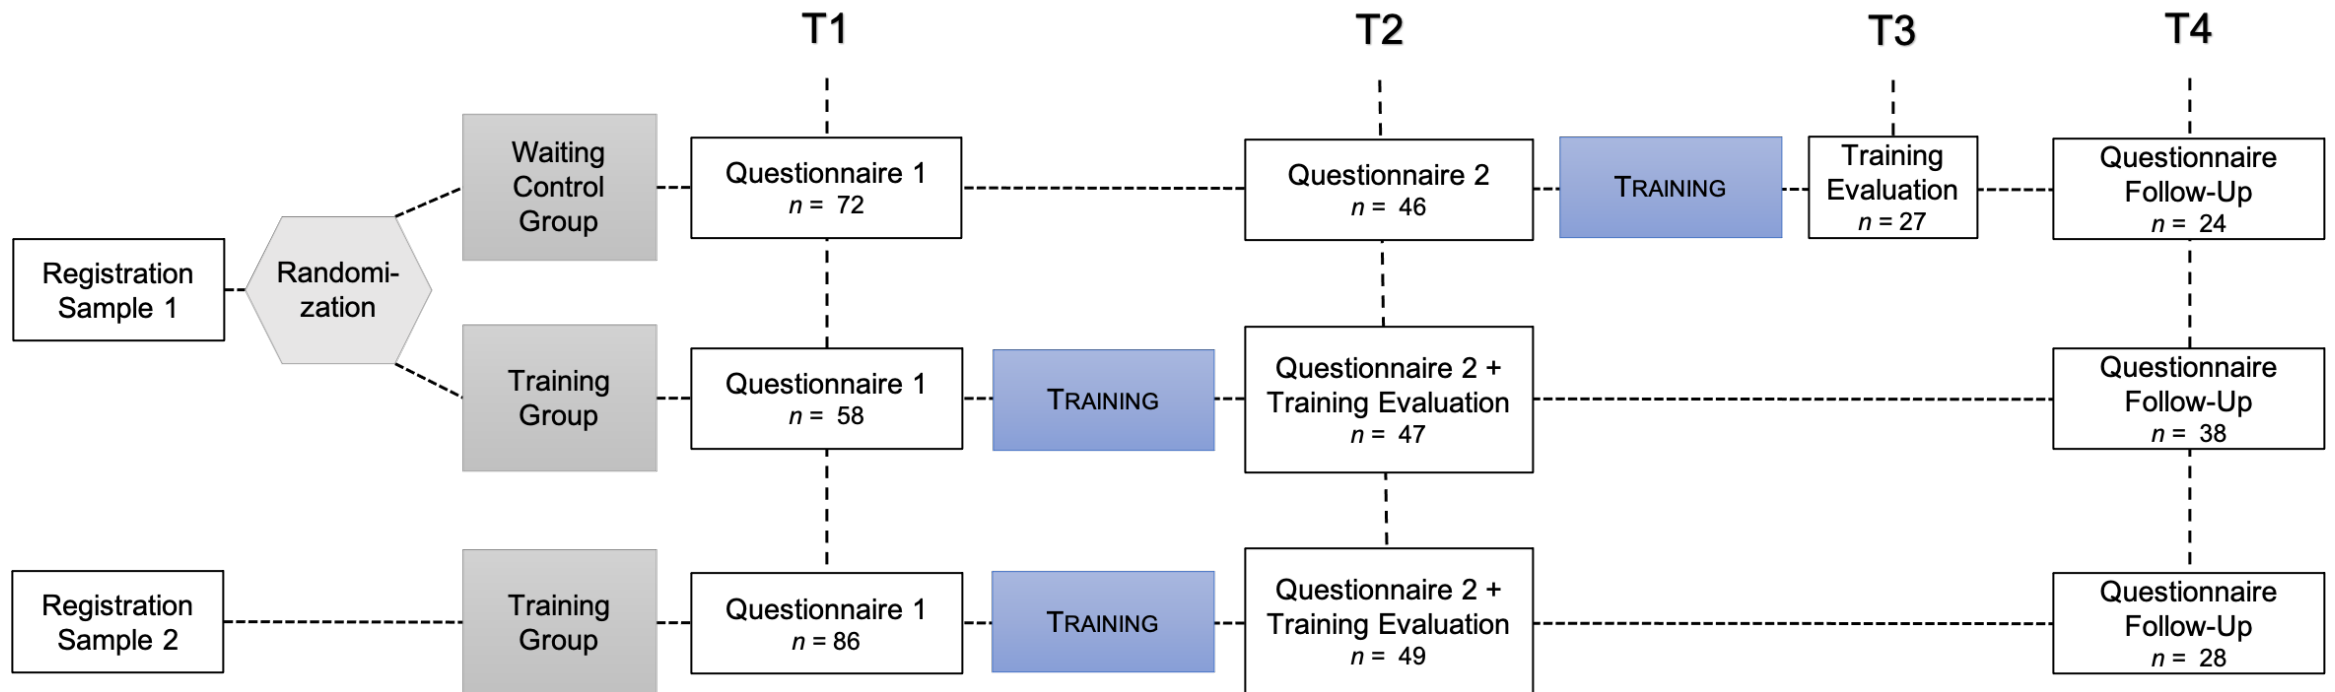 T1
T2
T3
T4
Waiting
Control
Group
Questionnaire 1
n = 72
Questionnaire 2
n = 46
TRAINING
Training
Evaluation
n = 27
Questionnaire
Follow-Up
n = 24
Registration
Sample 1
Randomi-
zation
Training
Group
Questionnaire 1
n = 58
TRAINING
Questionnaire 2 +
Training Evaluation
n = 47
Questionnaire
Follow-Up
n = 38
Registration
Sample 2
Training
Group
Questionnaire 1
n = 86
TRAINING
Questionnaire 2 +
Training Evaluation
n = 49
Questionnaire
Follow-Up
n = 28